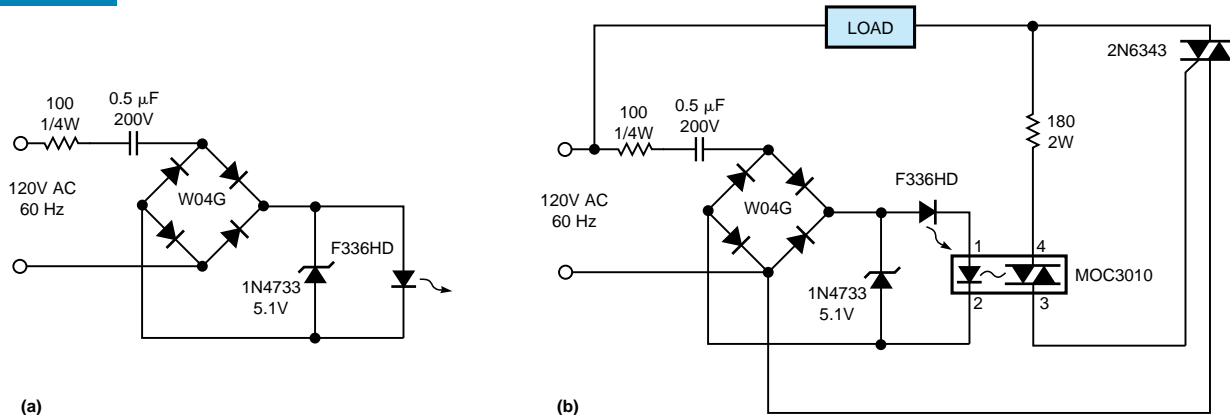 100
1/4W
0.5 μF
200V
120V AC
60 Hz
W04G
1N4733
5.1V
F336HD
(a)
LOAD
2N6343
100
1/4W
0.5 μF
200V
180
2W
120V AC
60 Hz
W04G
F336HD
1N4733
5.1V
1
4
MOC3010
2
3
(b)